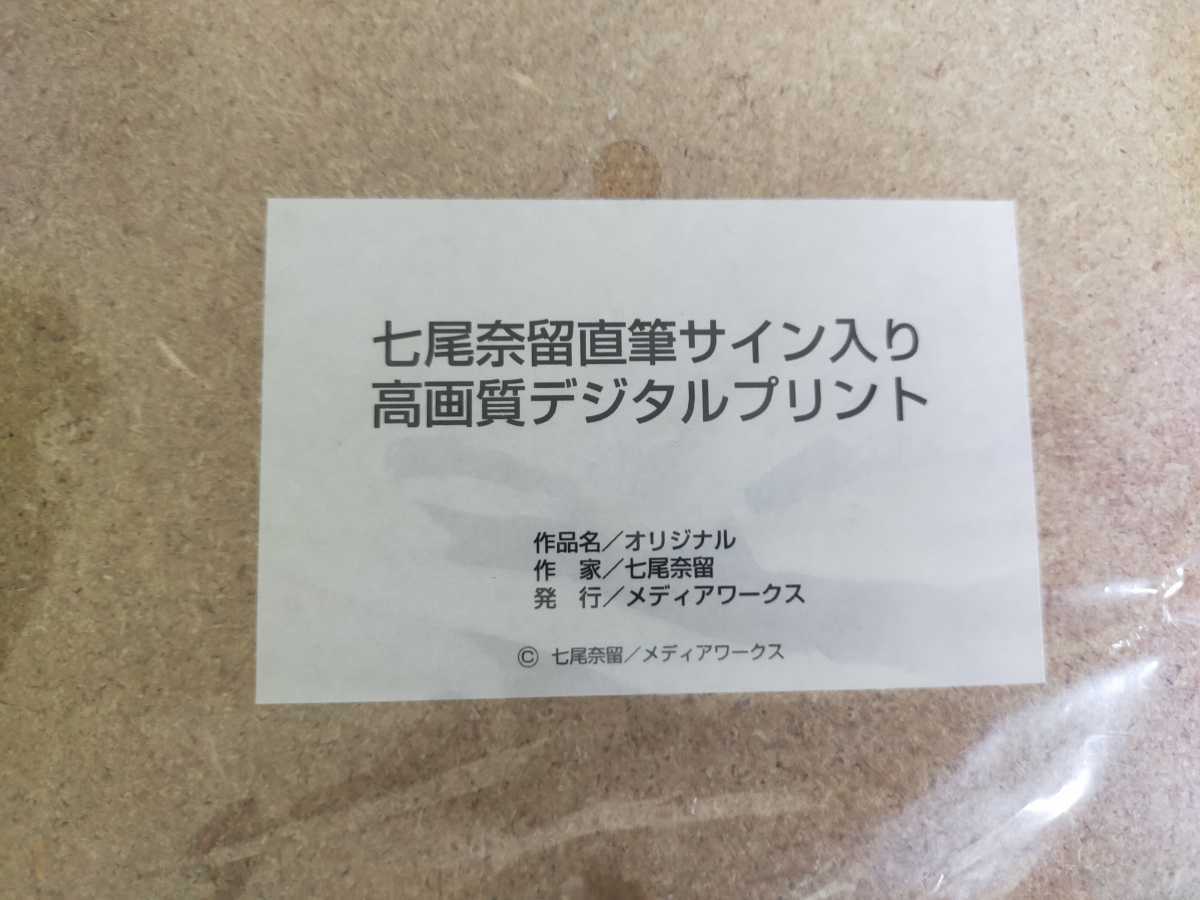 七尾奈留直筆サイン入り
高画質デジタルプリント
作品名／オリジナル
作　家／七尾奈留
発　行／メディアワークス
© 七尾奈留／メディアワークス